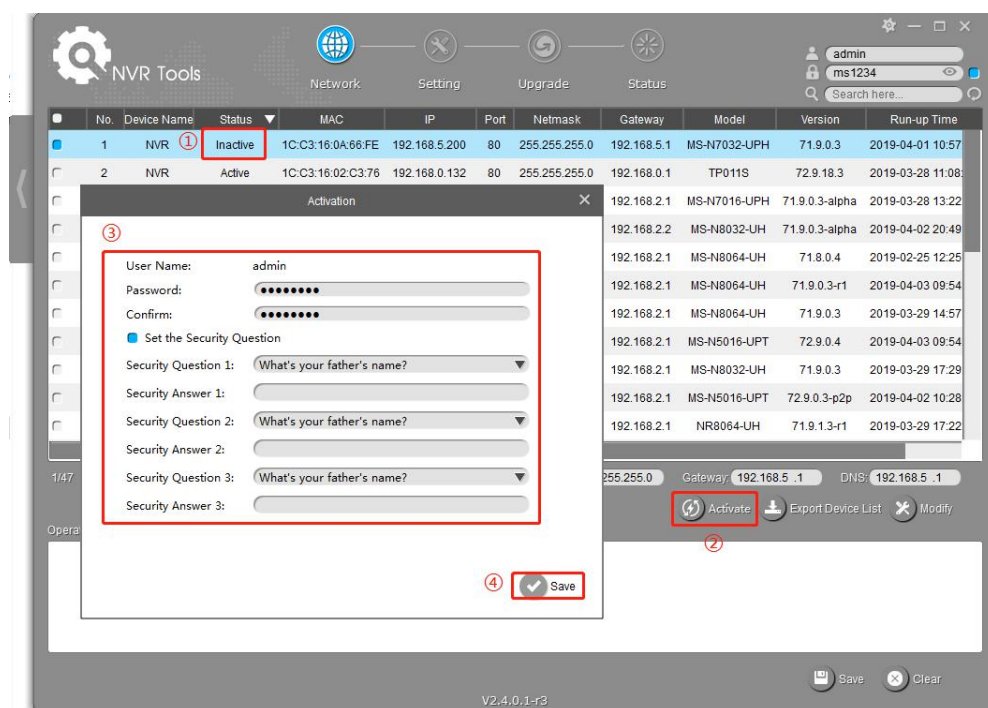 NVR Tools
Network
Setting
Upgrade
Status
admin
ms1234
Search here...
No. Device Name Status MAC IP Port Netmask Gateway Model Version Run-up Time
1 NVR ① Inactive 1C:C3:16:0A:66:FE 192.168.5.200 80 255.255.255.0 192.168.5.1 MS-N7032-UPH 71.9.0.3 2019-04-01 10:57
2 NVR Active 1C:C3:16:02:C3:76 192.168.0.132 80 255.255.255.0 192.168.0.1 TP011S 72.9.18.3 2019-03-28 11:08:
192.168.2.1 MS-N7016-UPH 71.9.0.3-alpha 2019-03-28 13:22
192.168.2.2 MS-N8032-UH 71.9.0.3-alpha 2019-04-02 20:49
192.168.2.1 MS-N8064-UH 71.8.0.4 2019-02-25 12:25
192.168.2.1 MS-N8064-UH 71.9.0.3-r1 2019-04-03 09:54
192.168.2.1 MS-N8064-UH 71.9.0.3 2019-03-29 14:57
192.168.2.1 MS-N5016-UPT 72.9.0.4 2019-04-03 09:54
192.168.2.1 MS-N8032-UH 71.9.0.3 2019-03-29 17:29
192.168.2.1 MS-N5016-UPT 72.9.0.3-p2p 2019-04-02 10:28
192.168.2.1 NR8064-UH 71.9.1.3-r1 2019-03-29 17:22
Activation
③
User Name: admin
Password: ●●●●●●●●
Confirm: ●●●●●●●●
Set the Security Question
Security Question 1: What's your father's name?
Security Answer 1:
Security Question 2: What's your father's name?
Security Answer 2:
Security Question 3: What's your father's name?
Security Answer 3:
④ Save
1/47 255.255.0 Gateway: 192.168.5 .1 DNS: 192.168.5 .1
Activate Export Device List Modify
②
Opera
Save Clear
V2.4.0.1-r3